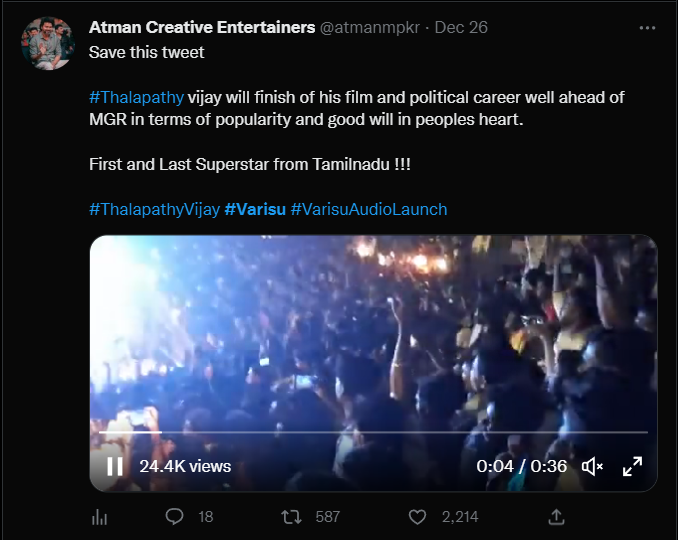 Atman Creative Entertainers @atmanmpkr · Dec 26
Save this tweet
#Thalapathy vijay will finish of his film and political career well ahead of
MGR in terms of popularity and good will in peoples heart.
First and Last Superstar from Tamilnadu !!!
#ThalapathyVijay #Varisu #VarisuAudioLaunch
24.4K views 0:04 / 0:36
18 587 2,214